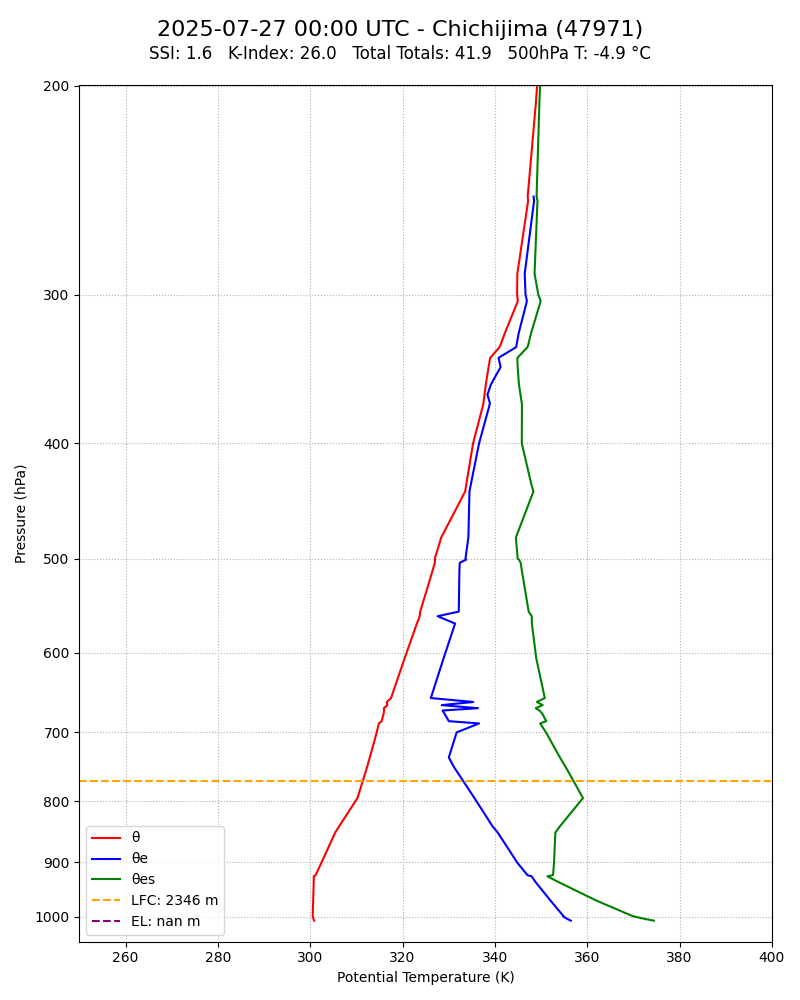 2025-07-27 00:00 UTC - Chichijima (47971)
SSI: 1.6   K-Index: 26.0   Total Totals: 41.9   500hPa T: -4.9 °C
Pressure (hPa)
200
300
400
500
600
700
800
900
1000
θ
θe
θes
LFC: 2346 m
EL: nan m
260 280 300 320 340 360 380 400
Potential Temperature (K)